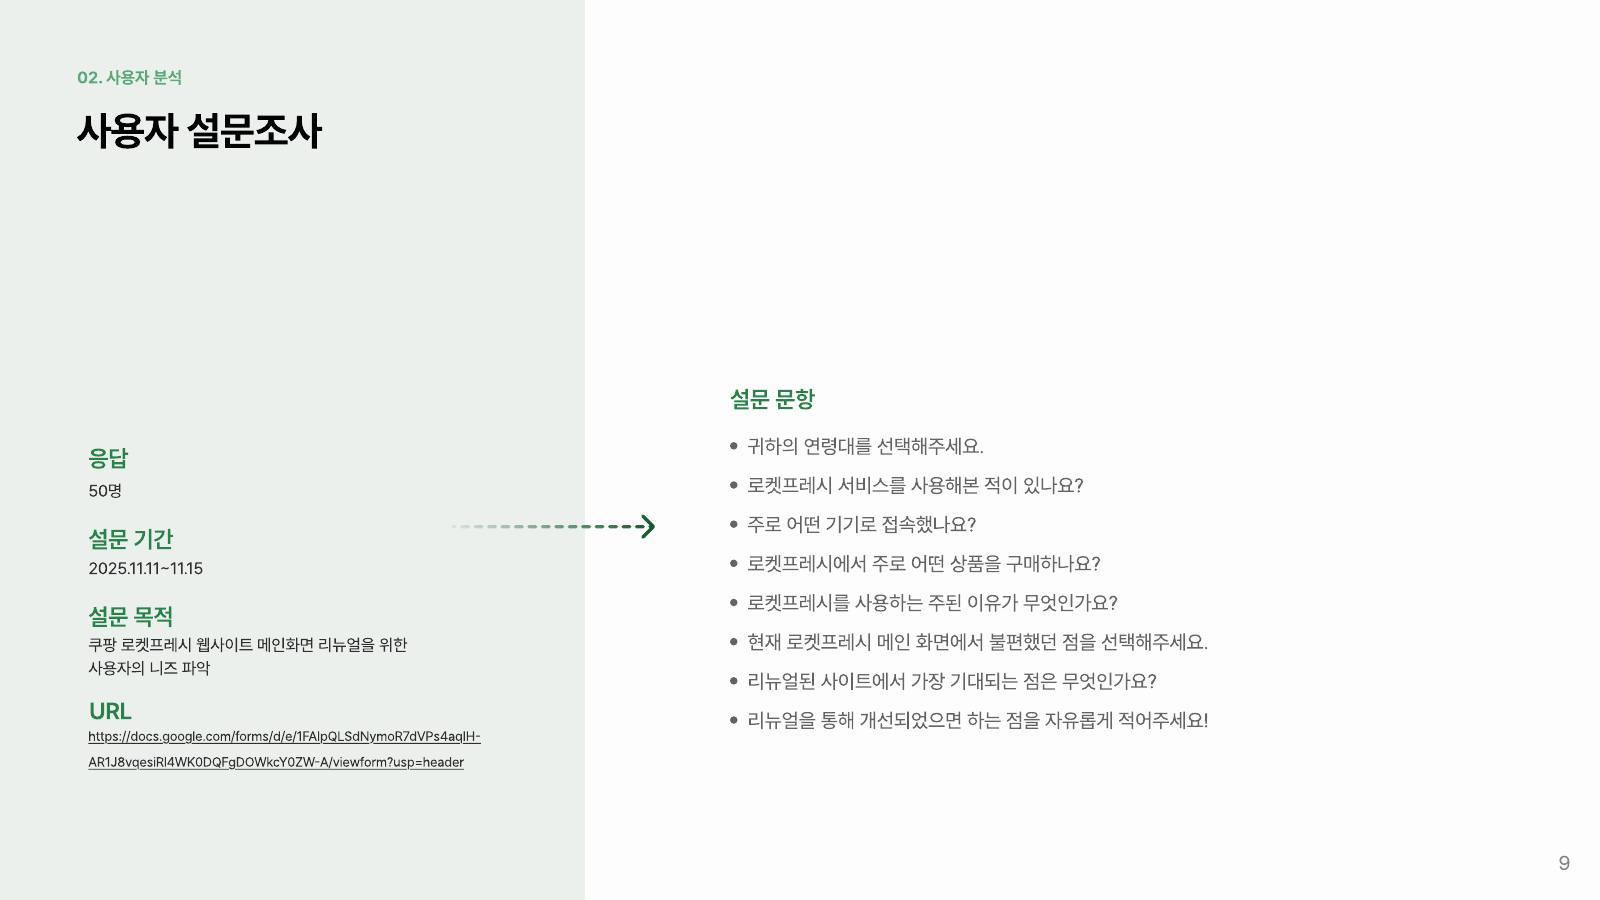 02. 사용자 분석
사용자 설문조사
응답
50명
설문 기간
2025.11.11~11.15
설문 목적
쿠팡 로켓프레시 웹사이트 메인화면 리뉴얼을 위한
사용자의 니즈 파악
URL
https://docs.google.com/forms/d/e/1FAIpQLSdNymoR7dVPs4aqIH-
AR1J8vqesiRI4WK0DQFgDOWkcY0ZW-A/viewform?usp=header
설문 문항
• 귀하의 연령대를 선택해주세요.
• 로켓프레시 서비스를 사용해본 적이 있나요?
• 주로 어떤 기기로 접속했나요?
• 로켓프레시에서 주로 어떤 상품을 구매하나요?
• 로켓프레시를 사용하는 주된 이유가 무엇인가요?
• 현재 로켓프레시 메인 화면에서 불편했던 점을 선택해주세요.
• 리뉴얼된 사이트에서 가장 기대되는 점은 무엇인가요?
• 리뉴얼을 통해 개선되었으면 하는 점을 자유롭게 적어주세요!
9